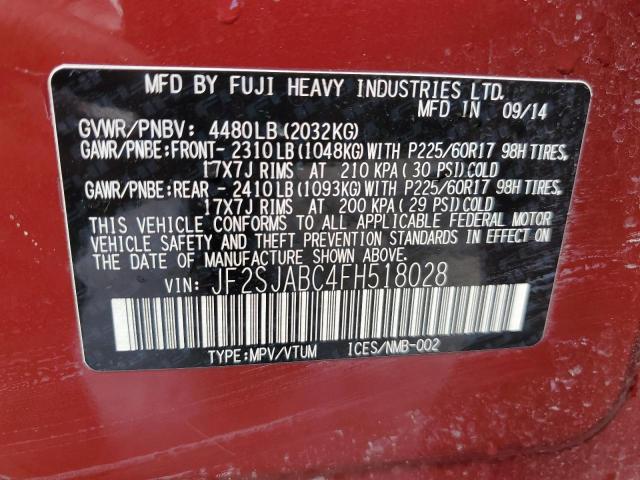 MFD BY FUJI HEAVY INDUSTRIES LTD.
MFD IN 09/14
GVWR/PNBV: 4480LB(2032KG)
GAWR/PNBE:FRONT- 2310LB(1048KG)WITH P225/60R17 98H TIRES,
17X7J RIMS AT 210 KPA ( 30 PSI)COLD
GAWR/PNBE:REAR - 2410LB(1093KG)WITH P225/60R17 98H TIRES,
17X7J RIMS AT 200 KPA ( 29 PSI)COLD
THIS VEHICLE CONFORMS TO ALL APPLICABLE FEDERAL MOTOR
VEHICLE SAFETY AND THEFT PREVENTION STANDARDS IN EFFECT
ON THE DATE OF MANUFACTURE SHOWN ABOVE.
VIN: JF2SJABC4FH518028
TYPE:MPV/VTUM ICES/NMB-002